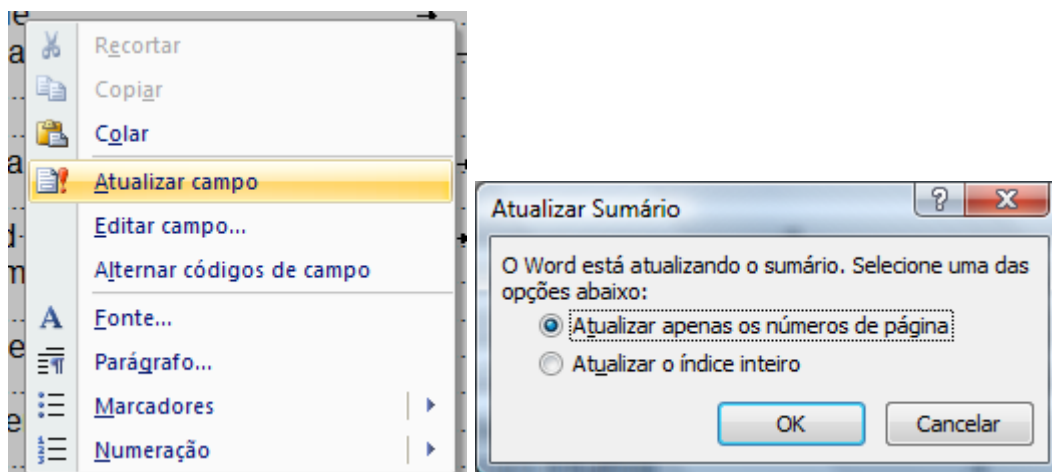 Recortar
Copiar
Colar
Atualizar campo
Editar campo...
Alternar códigos de campo
Fonte...
Parágrafo...
Marcadores
Numeração
Atualizar Sumário
O Word está atualizando o sumário. Selecione uma das
opções abaixo:
Atualizar apenas os números de página
Atualizar o índice inteiro
OK
Cancelar